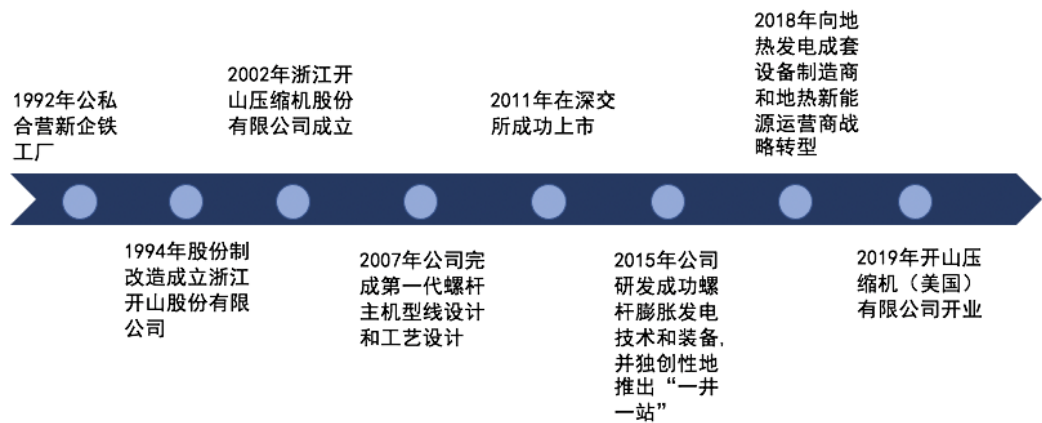 1992年公私
合营新企铁
工厂
1994年股份制
改造成立浙江
开山股份有限
公司
2002年浙江开
山压缩机股份
有限公司成立
2007年公司完
成第一代螺杆
主机型线设计
和工艺设计
2011年在深交
所成功上市
2015年公司
研发成功螺
杆膨胀发电
技术和装备,
并独创性地
推出“一井
一站”
2018年向地
热发电成套
设备制造商
和地热新能
源运营商战
略转型
2019年开山压
缩机（美国）
有限公司开业